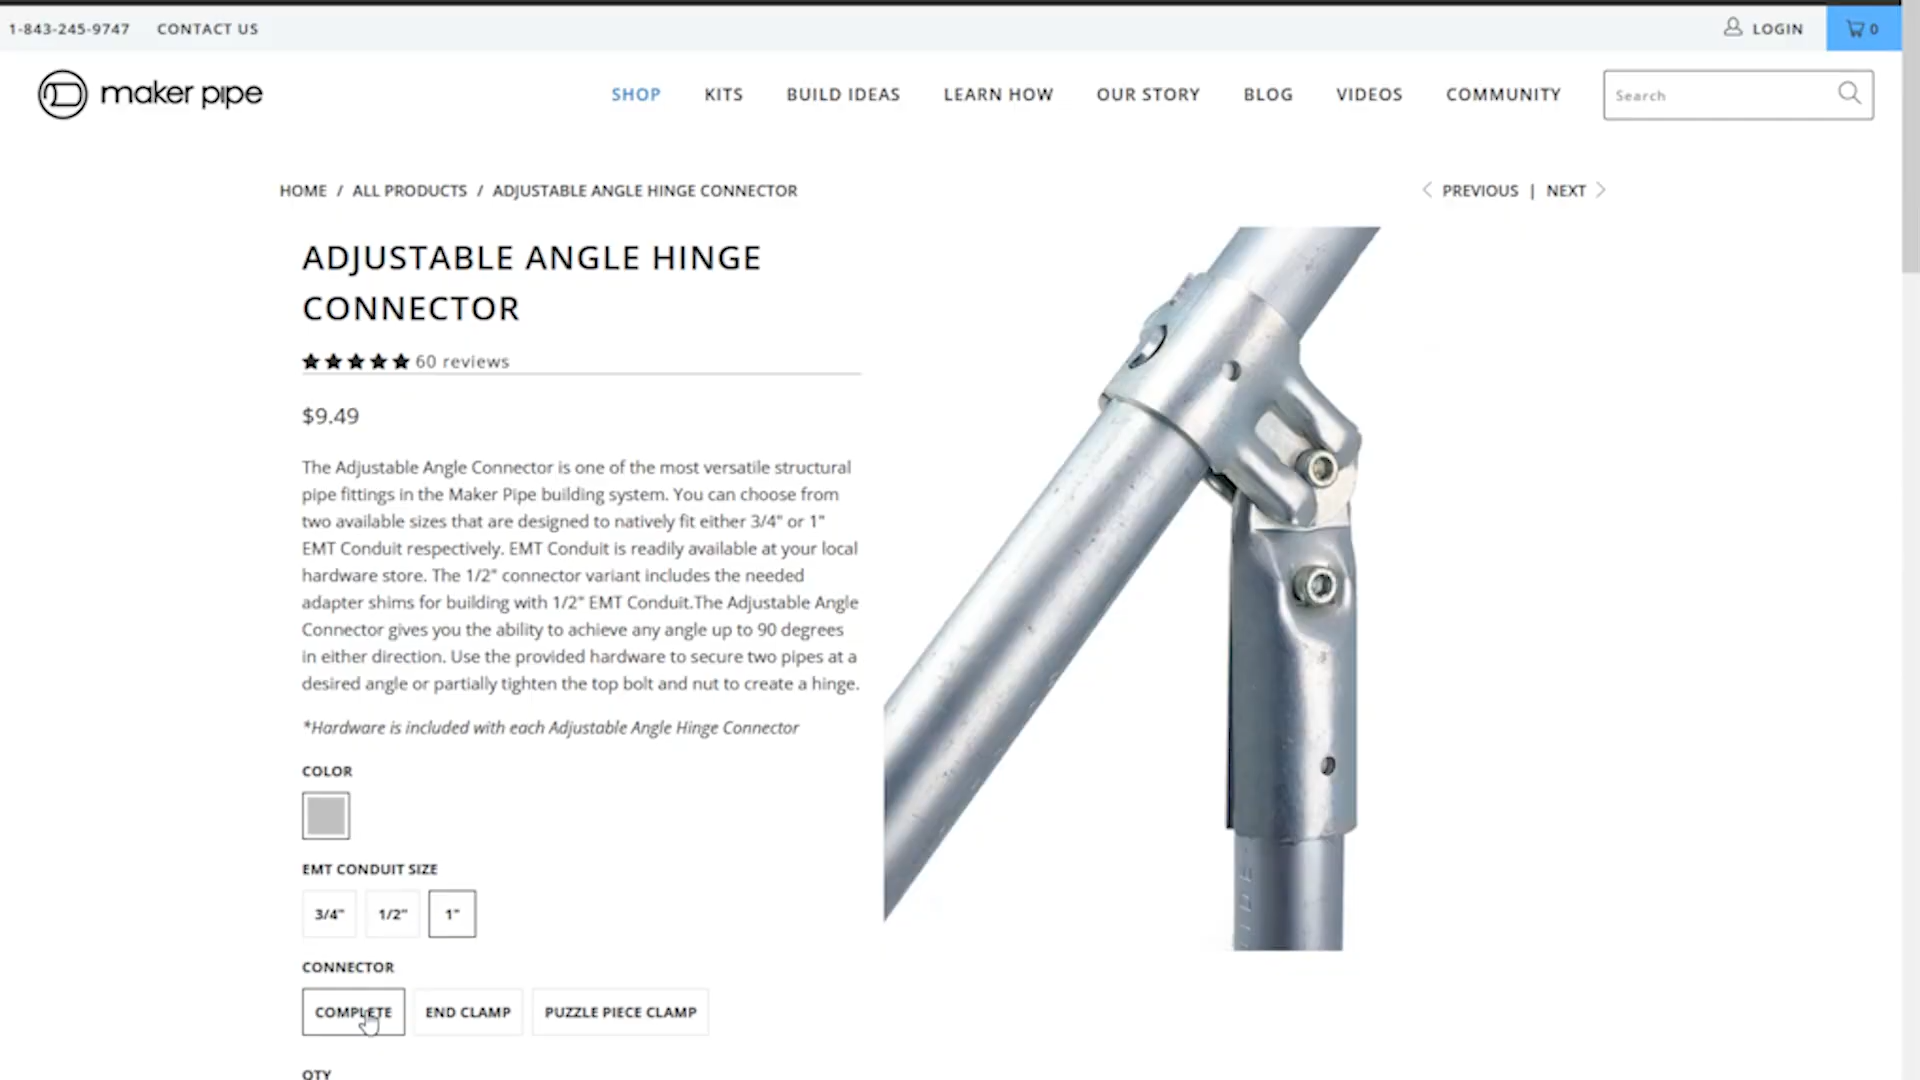 1-843-245-9747 CONTACT US LOGIN 0
maker pipe SHOP KITS BUILD IDEAS LEARN HOW OUR STORY BLOG VIDEOS COMMUNITY Search
HOME / ALL PRODUCTS / ADJUSTABLE ANGLE HINGE CONNECTOR PREVIOUS | NEXT
ADJUSTABLE ANGLE HINGE
CONNECTOR
60 reviews
$9.49
The Adjustable Angle Connector is one of the most versatile structural
pipe fittings in the Maker Pipe building system. You can choose from
two available sizes that are designed to natively fit either 3/4" or 1"
EMT Conduit respectively. EMT Conduit is readily available at your local
hardware store. The 1/2" connector variant includes the needed
adapter shims for building with 1/2" EMT Conduit.The Adjustable Angle
Connector gives you the ability to achieve any angle up to 90 degrees
in either direction. Use the provided hardware to secure two pipes at a
desired angle or partially tighten the top bolt and nut to create a hinge.
*Hardware is included with each Adjustable Angle Hinge Connector
COLOR
EMT CONDUIT SIZE
3/4" 1/2" 1"
CONNECTOR
COMPLETE END CLAMP PUZZLE PIECE CLAMP
QTY